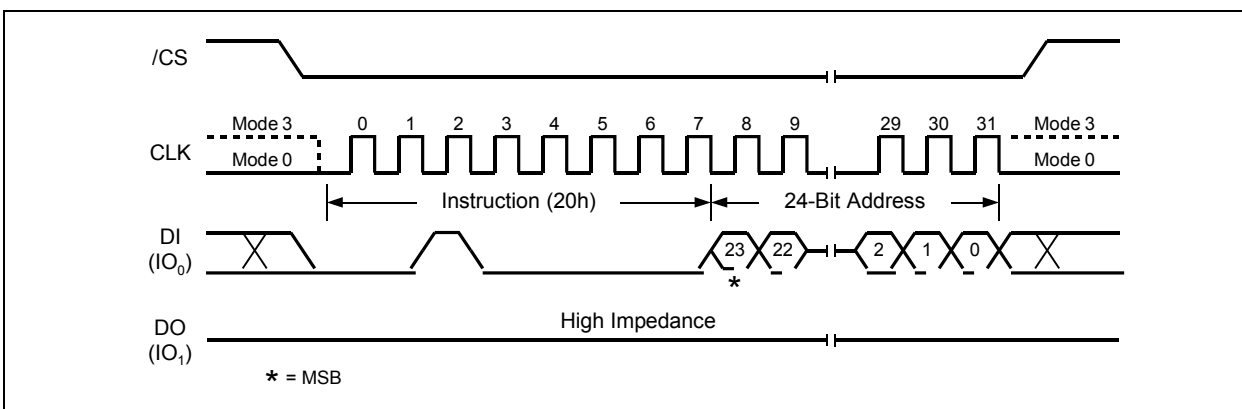 /CS
Mode 3 0 1 2 3 4 5 6 7 8 9 29 30 31 Mode 3
CLK
Mode 0 Mode 0
Instruction (20h) 24-Bit Address
DI
(IO0)
23 22 2 1 0
*
High Impedance
DO
(IO1)
* = MSB